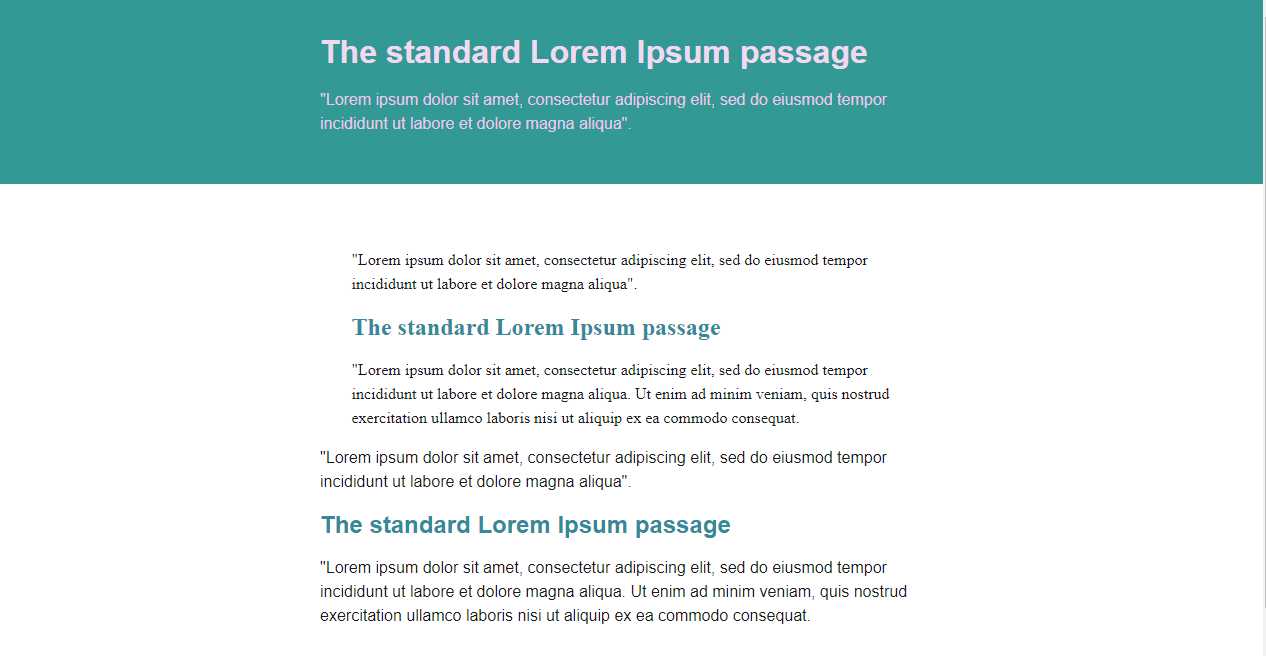 The standard Lorem Ipsum passage
"Lorem ipsum dolor sit amet, consectetur adipiscing elit, sed do eiusmod tempor
incididunt ut labore et dolore magna aliqua".
"Lorem ipsum dolor sit amet, consectetur adipiscing elit, sed do eiusmod tempor
incididunt ut labore et dolore magna aliqua".
The standard Lorem Ipsum passage
"Lorem ipsum dolor sit amet, consectetur adipiscing elit, sed do eiusmod tempor
incididunt ut labore et dolore magna aliqua. Ut enim ad minim veniam, quis nostrud
exercitation ullamco laboris nisi ut aliquip ex ea commodo consequat.
"Lorem ipsum dolor sit amet, consectetur adipiscing elit, sed do eiusmod tempor
incididunt ut labore et dolore magna aliqua".
The standard Lorem Ipsum passage
"Lorem ipsum dolor sit amet, consectetur adipiscing elit, sed do eiusmod tempor
incididunt ut labore et dolore magna aliqua. Ut enim ad minim veniam, quis nostrud
exercitation ullamco laboris nisi ut aliquip ex ea commodo consequat.